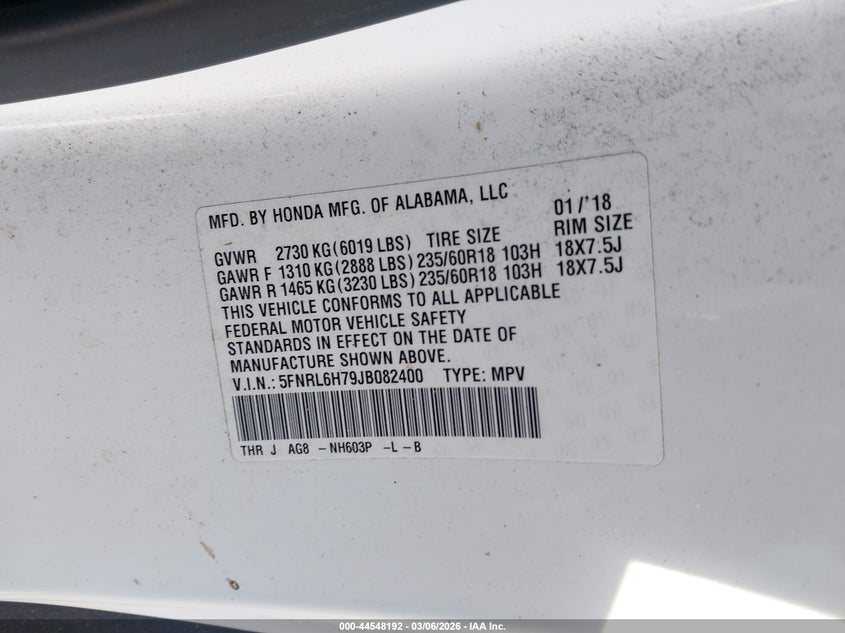 MFD. BY HONDA MFG. OF ALABAMA, LLC 01/'18
GVWR 2730 KG(6019 LBS) TIRE SIZE RIM SIZE
GAWR F 1310 KG(2888 LBS) 235/60R18 103H 18X7.5J
GAWR R 1465 KG(3230 LBS) 235/60R18 103H 18X7.5J
THIS VEHICLE CONFORMS TO ALL APPLICABLE
FEDERAL MOTOR VEHICLE SAFETY
STANDARDS IN EFFECT ON THE DATE OF
MANUFACTURE SHOWN ABOVE.
V.I.N.: 5FNRL6H79JB082400 TYPE: MPV
THR J AG8 -NH603P -L -B
000-44548192 - 03/06/2026 - IAA Inc.